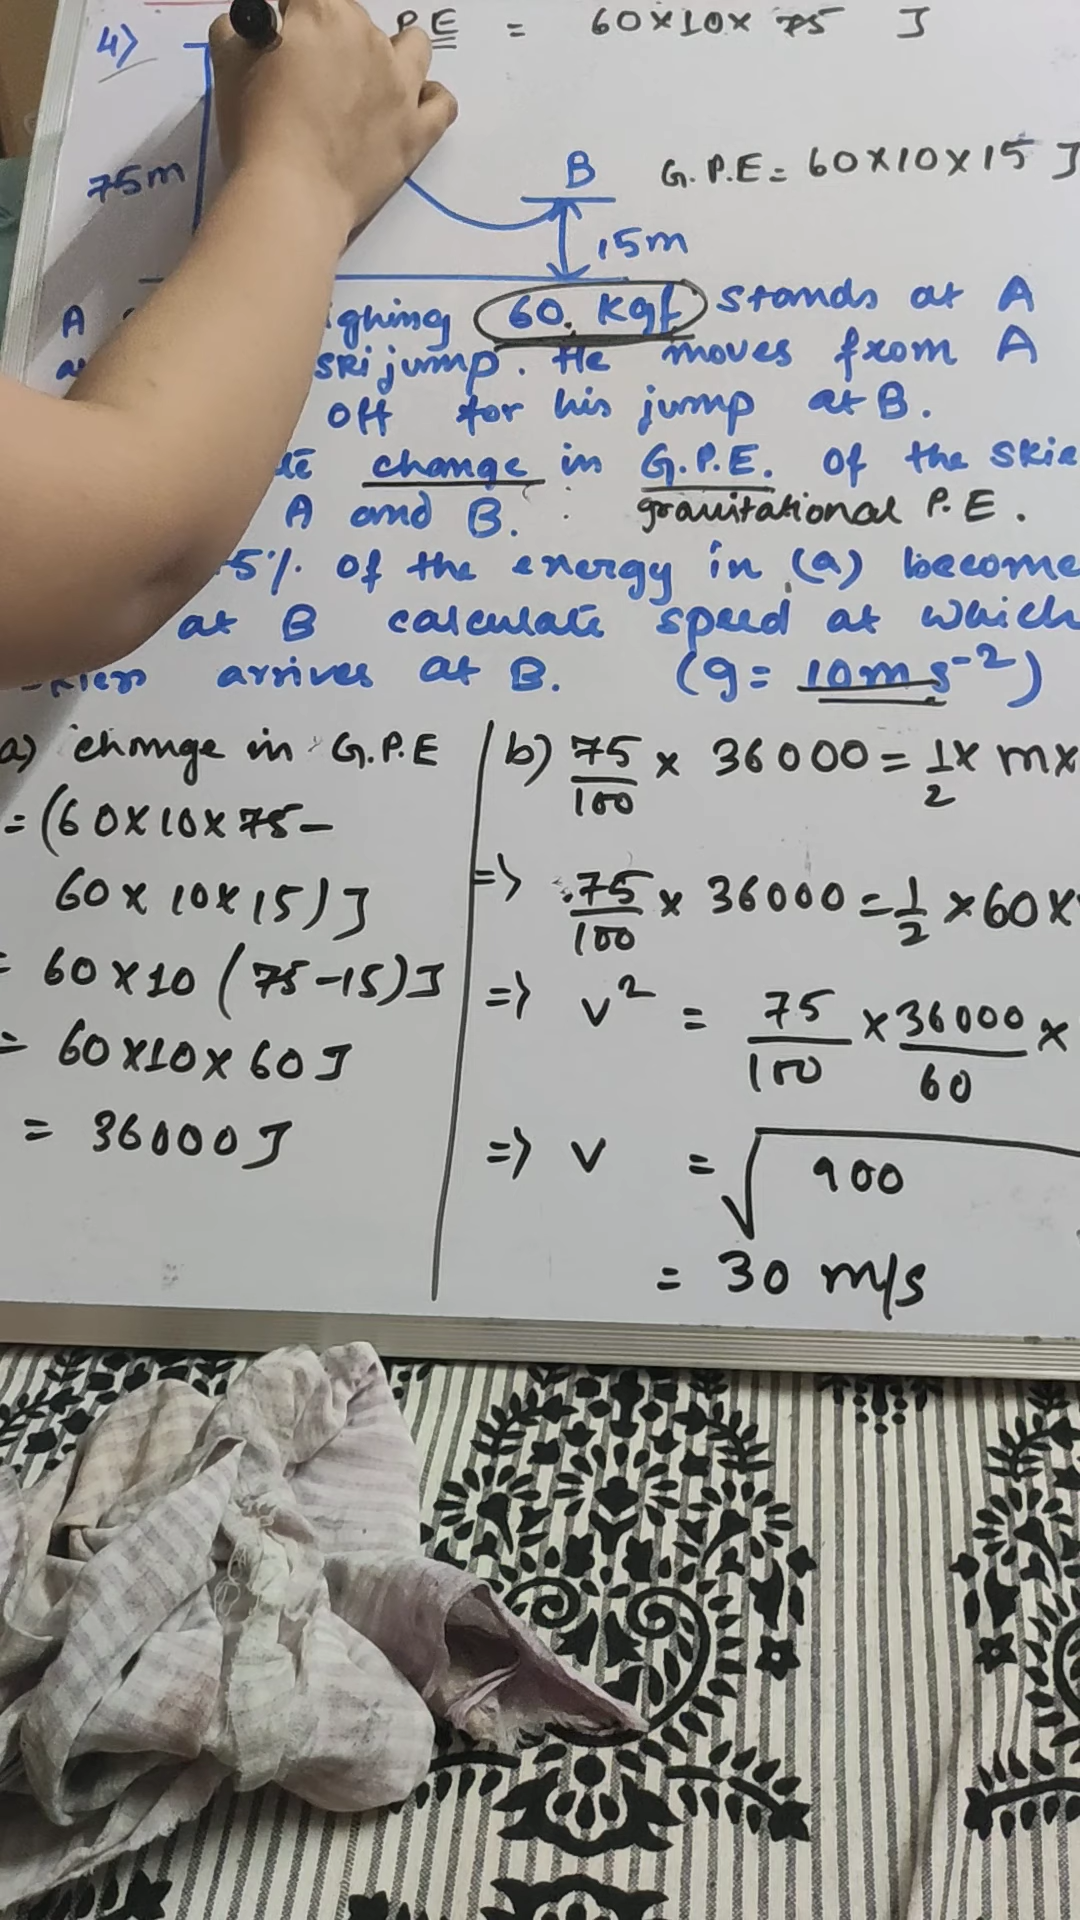 4)
P.E = 60×10×75 J
75m
B
G.P.E = 60×10×15 J
15m
A ighing 60. Kgf stands at A
ski jump. He moves from A
off for his jump at B.
change in G.P.E. of the skie
A and B. gravitational P.E.
5% of the energy in (a) become
at B calculate speed at which
arrives at B. (g = 10ms⁻²)
a) change in G.P.E
= (60×10×75 –
60×10×15) J
= 60×10 (75-15) J
= 60×10×60 J
= 36000 J
b) 75/100 × 36000 = 1/2 × m×
=> 75/100 × 36000 = 1/2 × 60×
=> v² = 75/100 × 36000/60 ×
=> v = √900
= 30 m/s